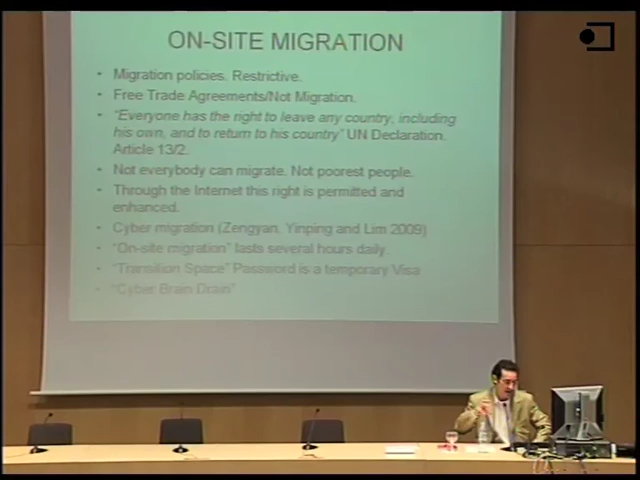 ON-SITE MIGRATION
• Migration policies. Restrictive.
• Free Trade Agreements/Not Migration.
• "Everyone has the right to leave any country, including
his own, and to return to his country" UN Declaration.
Article 13/2.
• Not everybody can migrate. Not poorest people.
• Through the Internet this right is permitted and
enhanced.
• Cyber migration (Zengyan, Yinping and Lim 2009)
• "On-site migration" lasts several hours daily.
• "Transition Space" Password is a temporary Visa
• "Cyber Brain Drain"